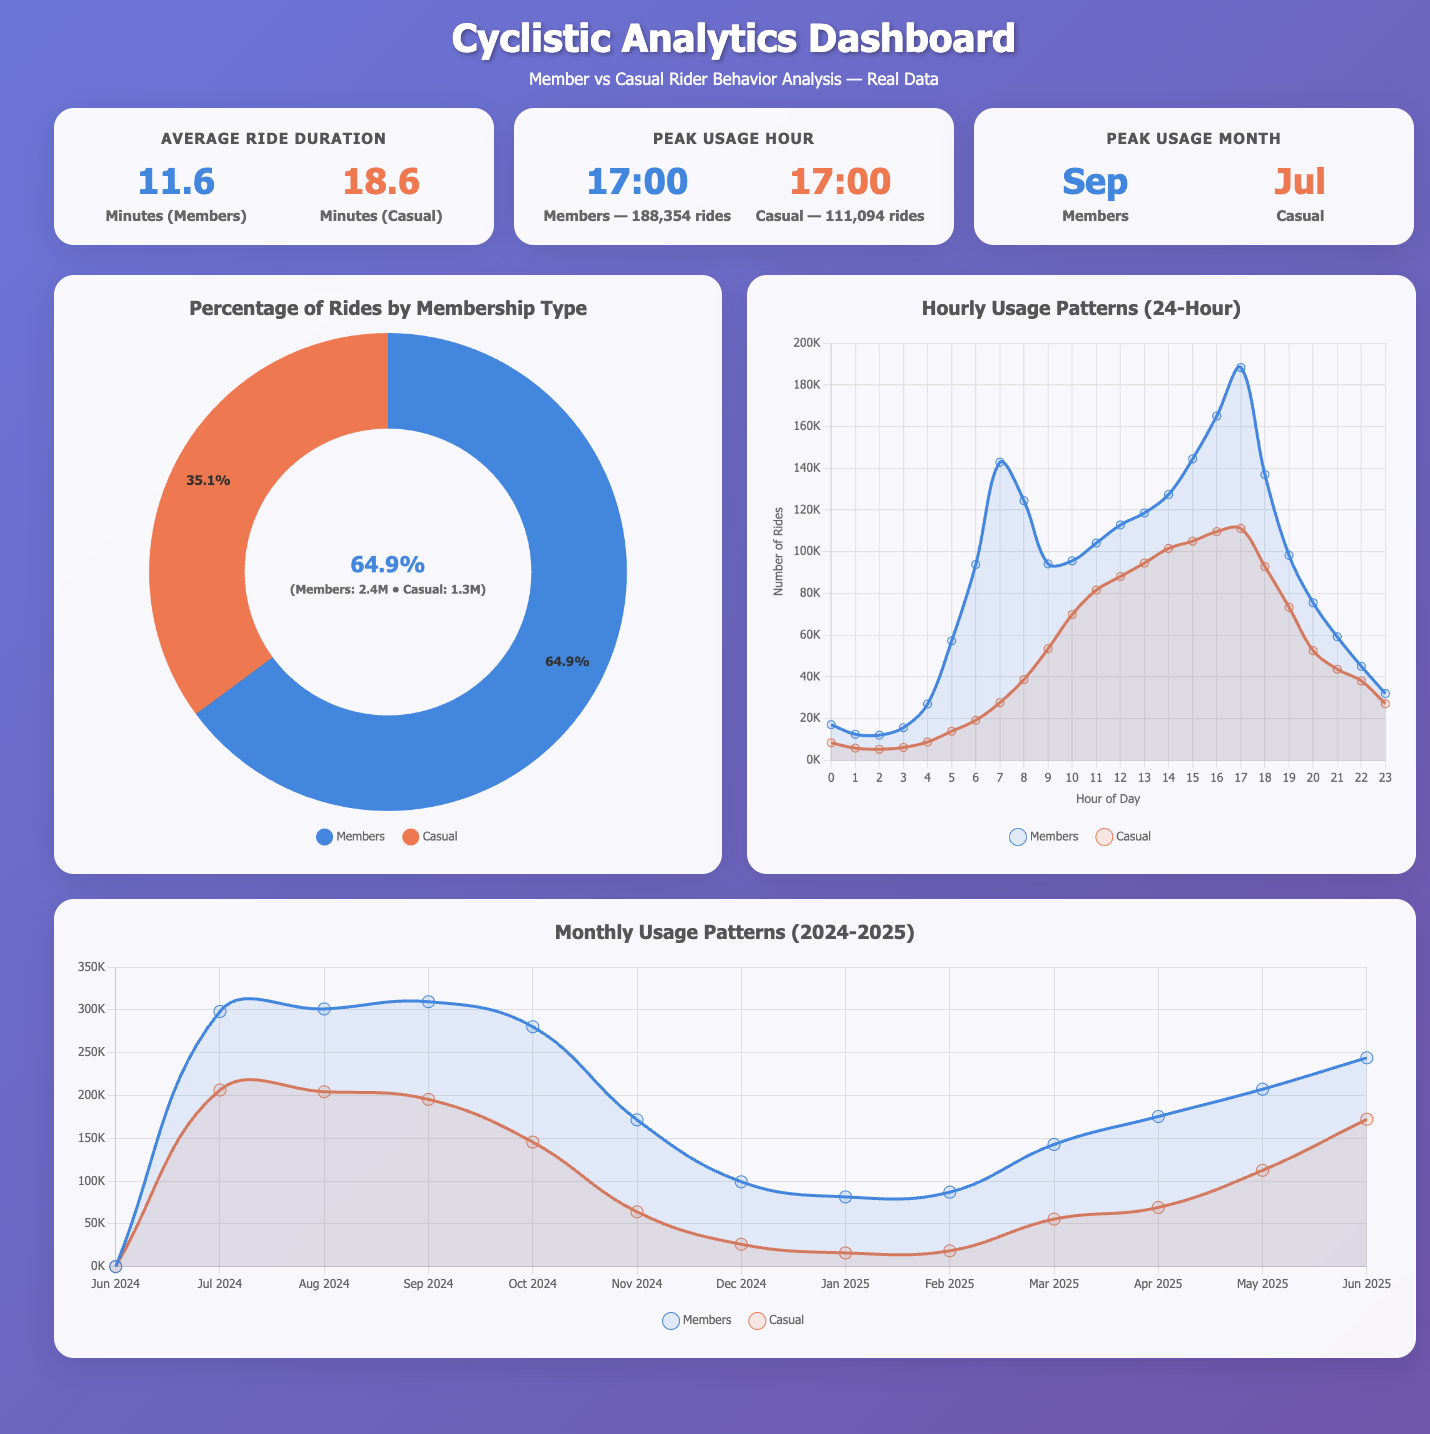 Cyclistic Analytics Dashboard
Member vs Casual Rider Behavior Analysis — Real Data
AVERAGE RIDE DURATION
11.6
Minutes (Members)
18.6
Minutes (Casual)
PEAK USAGE HOUR
17:00
Members — 188,354 rides
17:00
Casual — 111,094 rides
PEAK USAGE MONTH
Sep
Members
Jul
Casual
Percentage of Rides by Membership Type
35.1%
64.9%
(Members: 2.4M • Casual: 1.3M)
64.9%
Members
Casual
Hourly Usage Patterns (24-Hour)
Number of Rides
200K
180K
160K
140K
120K
100K
80K
60K
40K
20K
0K
0 1 2 3 4 5 6 7 8 9 10 11 12 13 14 15 16 17 18 19 20 21 22 23
Hour of Day
Members
Casual
Monthly Usage Patterns (2024-2025)
350K
300K
250K
200K
150K
100K
50K
0K
Jun 2024 Jul 2024 Aug 2024 Sep 2024 Oct 2024 Nov 2024 Dec 2024 Jan 2025 Feb 2025 Mar 2025 Apr 2025 May 2025 Jun 2025
Members
Casual